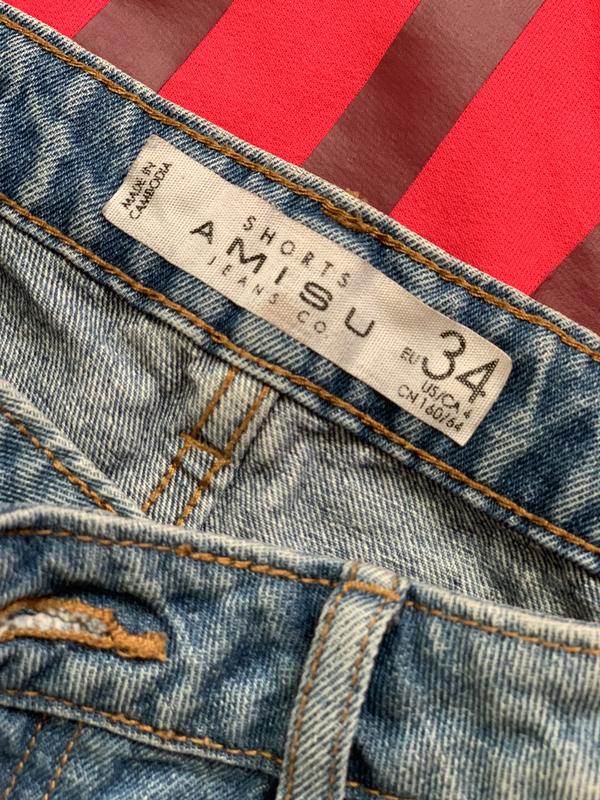 MADE IN
CAMBODIA
SHORTS
AMISU
JEANS CO
EU 34
US/CA 4
CN 160/64